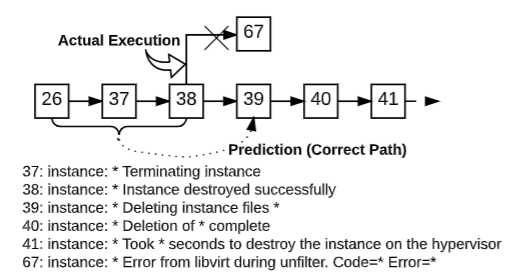 67
Actual Execution
26 37 38 39 40 41
Prediction (Correct Path)
37: instance: * Terminating instance
38: instance: * Instance destroyed successfully
39: instance: * Deleting instance files *
40: instance: * Deletion of * complete
41: instance: * Took * seconds to destroy the instance on the hypervisor
67: instance: * Error from libvirt during unfilter. Code=* Error=*